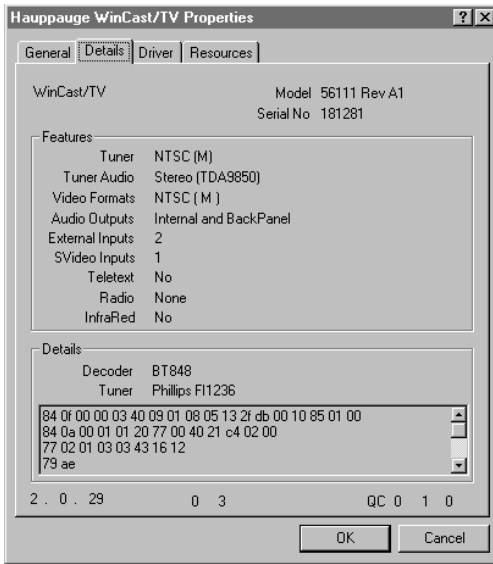 Hauppauge WinCast/TV Properties
General Details Driver Resources
WinCast/TV Model 56111 Rev A1
Serial No 181281
Features
Tuner NTSC (M)
Tuner Audio Stereo (TDA9850)
Video Formats NTSC ( M )
Audio Outputs Internal and BackPanel
External Inputs 2
SVideo Inputs 1
Teletext No
Radio None
InfraRed No
Details
Decoder BT848
Tuner Phillips FI1236
84 0f 00 00 03 40 09 01 08 05 13 2f db 00 10 85 01 00
84 0a 00 01 01 20 77 00 40 21 c4 02 00
77 02 01 03 03 43 16 12
79 ae
2 . 0 . 29 0 3 QC 0 1 0
OK Cancel